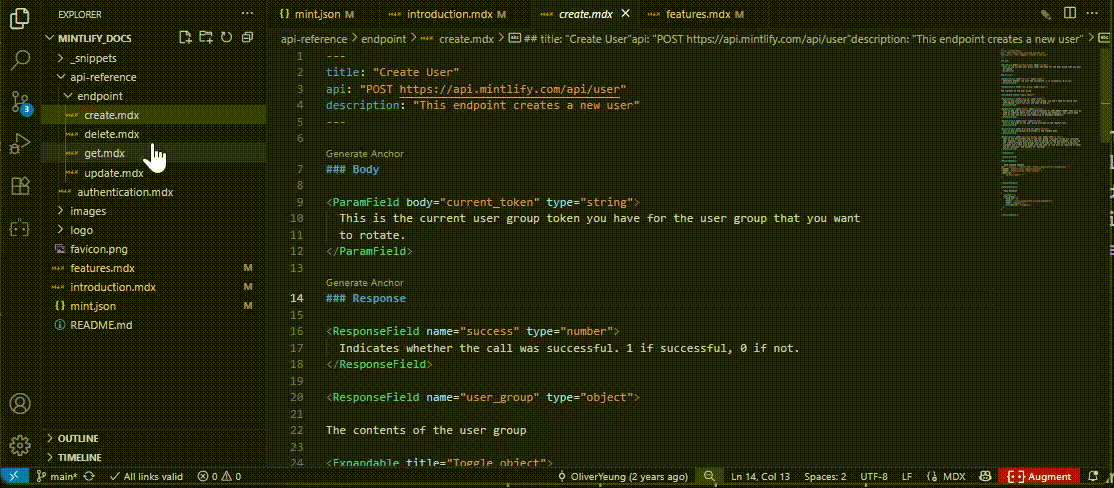 EXPLORER
mint.json M
introduction.mdx M
create.mdx
features.mdx M
MINTLIFY_DOCS
api-reference > endpoint > create.mdx > ## title: "Create User"api: "POST https://api.mintlify.com/api/user"description: "This endpoint creates a new user"
_snippets
api-reference
endpoint
create.mdx
delete.mdx
get.mdx
update.mdx
authentication.mdx
images
logo
favicon.png
features.mdx M
introduction.mdx M
mint.json M
README.md
OUTLINE
TIMELINE
1 ---
2 title: "Create User"
3 api: "POST https://api.mintlify.com/api/user"
4 description: "This endpoint creates a new user"
5 ---
6
Generate Anchor
7 ### Body
8
9 <ParamField body="current_token" type="string">
10 This is the current user group token you have for the user group that you want
11 to rotate.
12 </ParamField>
13
Generate Anchor
14 ### Response
15
16 <ResponseField name="success" type="number">
17 Indicates whether the call was successful. 1 if successful, 0 if not.
18 </ResponseField>
19
20 <ResponseField name="user_group" type="object">
21
22 The contents of the user group
23
24 <Expandable title="Toggle object">
3
main*
All links valid
0 0
OliverYeung (2 years ago)
Ln 14, Col 13
Spaces: 2
UTF-8
LF
MDX
Augment